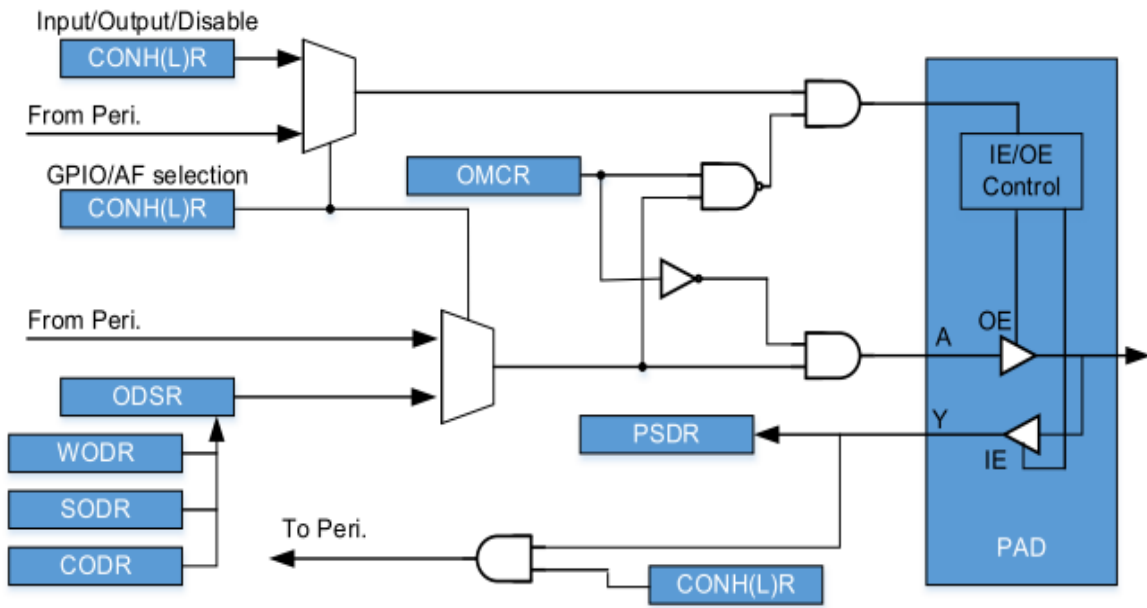 Input/Output/Disable
CONH(L)R
From Peri.
GPIO/AF selection
CONH(L)R
OMCR
IE/OE
Control
From Peri.
A
OE
ODSR
PSDR
Y
IE
WODR
SODR
To Peri.
CODR
CONH(L)R
PAD